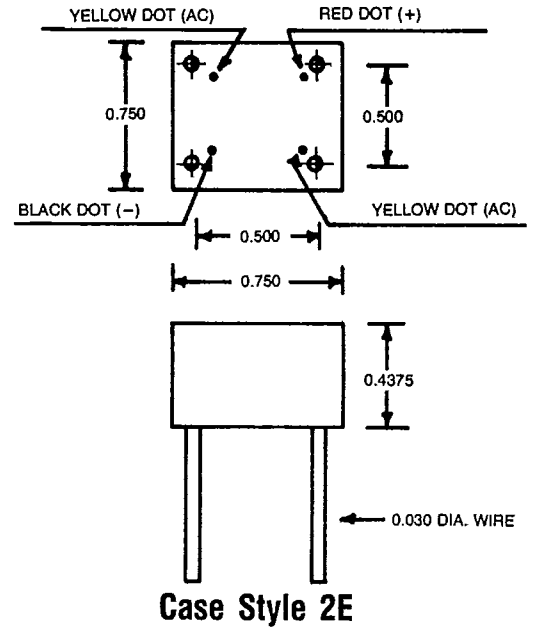 YELLOW DOT (AC)
RED DOT (+)
0.750
0.500
BLACK DOT (−)
YELLOW DOT (AC)
0.500
0.750
0.4375
0.030 DIA. WIRE
Case Style 2E